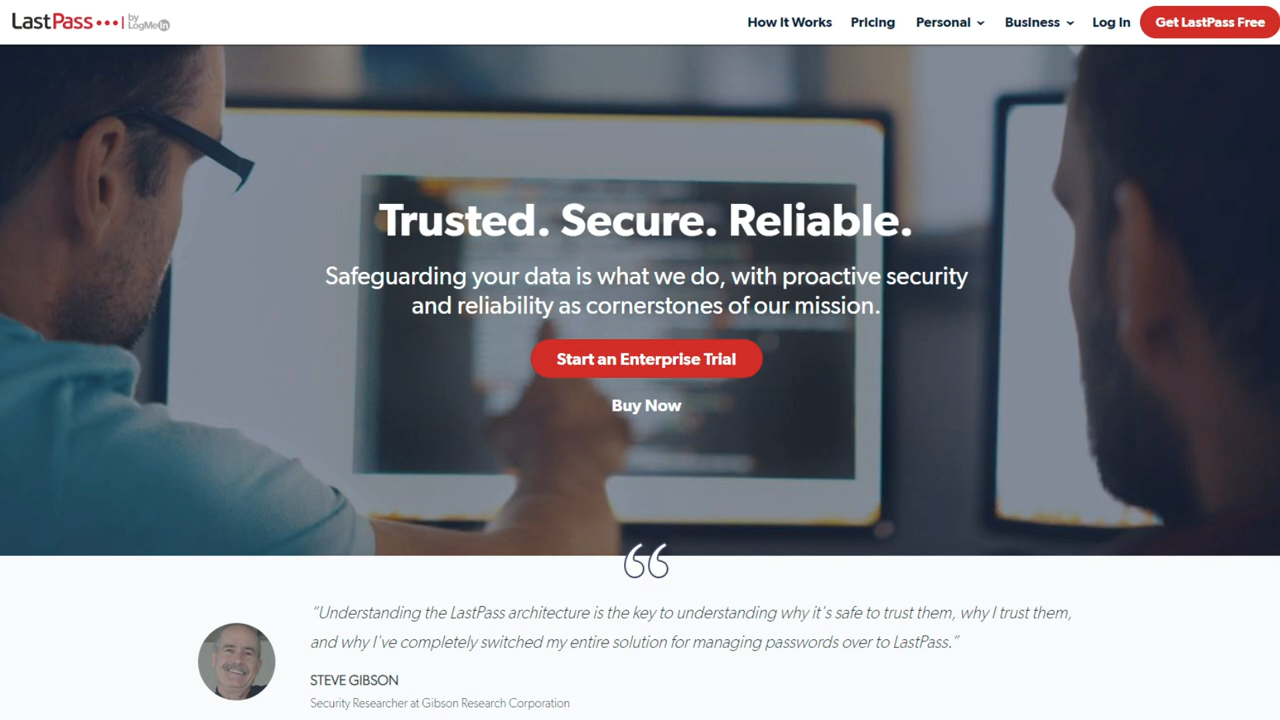 LastPass •••| by LogMeIn
How It Works Pricing Personal Business Log In Get LastPass Free
Trusted. Secure. Reliable.
Safeguarding your data is what we do, with proactive security
and reliability as cornerstones of our mission.
Start an Enterprise Trial
Buy Now
“Understanding the LastPass architecture is the key to understanding why it's safe to trust them, why I trust them,
and why I've completely switched my entire solution for managing passwords over to LastPass.”
STEVE GIBSON
Security Researcher at Gibson Research Corporation